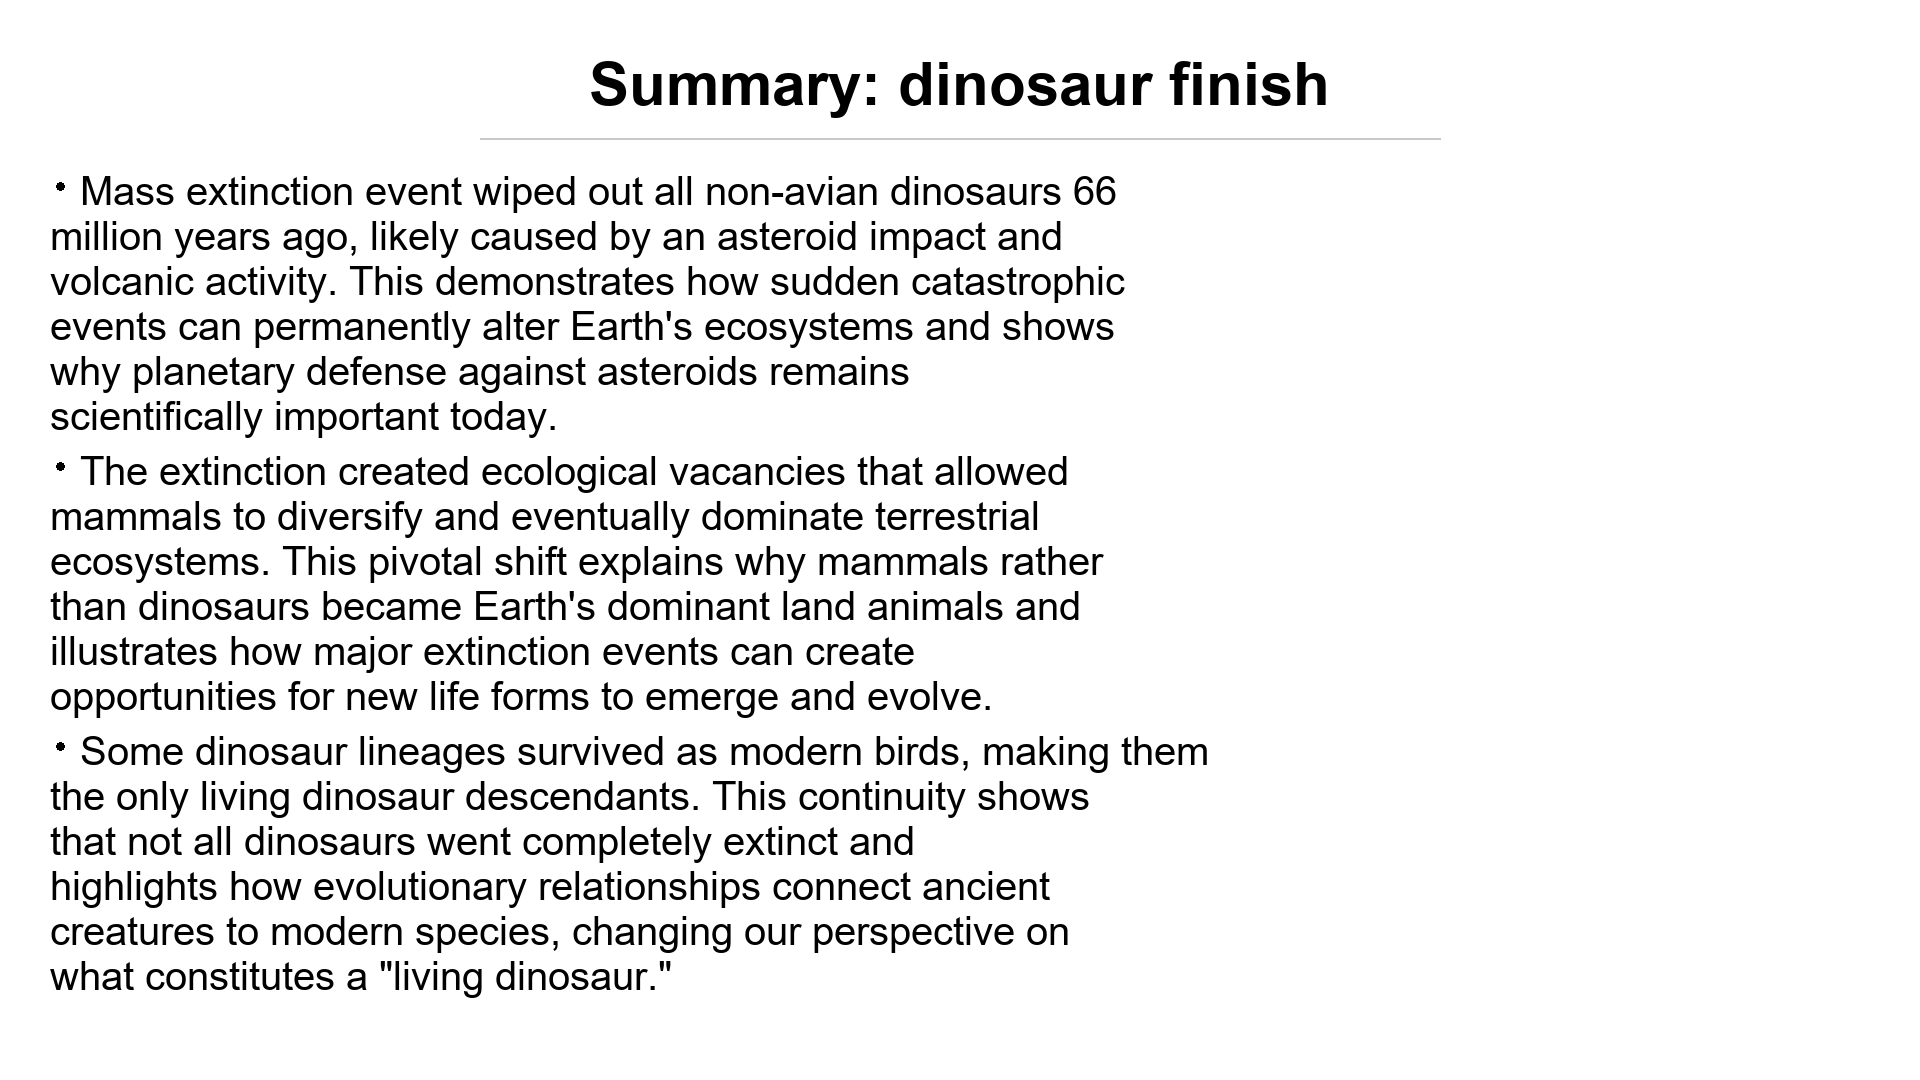 Summary: dinosaur finish
• Mass extinction event wiped out all non-avian dinosaurs 66
million years ago, likely caused by an asteroid impact and
volcanic activity. This demonstrates how sudden catastrophic
events can permanently alter Earth's ecosystems and shows
why planetary defense against asteroids remains
scientifically important today.
• The extinction created ecological vacancies that allowed
mammals to diversify and eventually dominate terrestrial
ecosystems. This pivotal shift explains why mammals rather
than dinosaurs became Earth's dominant land animals and
illustrates how major extinction events can create
opportunities for new life forms to emerge and evolve.
• Some dinosaur lineages survived as modern birds, making them
the only living dinosaur descendants. This continuity shows
that not all dinosaurs went completely extinct and
highlights how evolutionary relationships connect ancient
creatures to modern species, changing our perspective on
what constitutes a "living dinosaur."